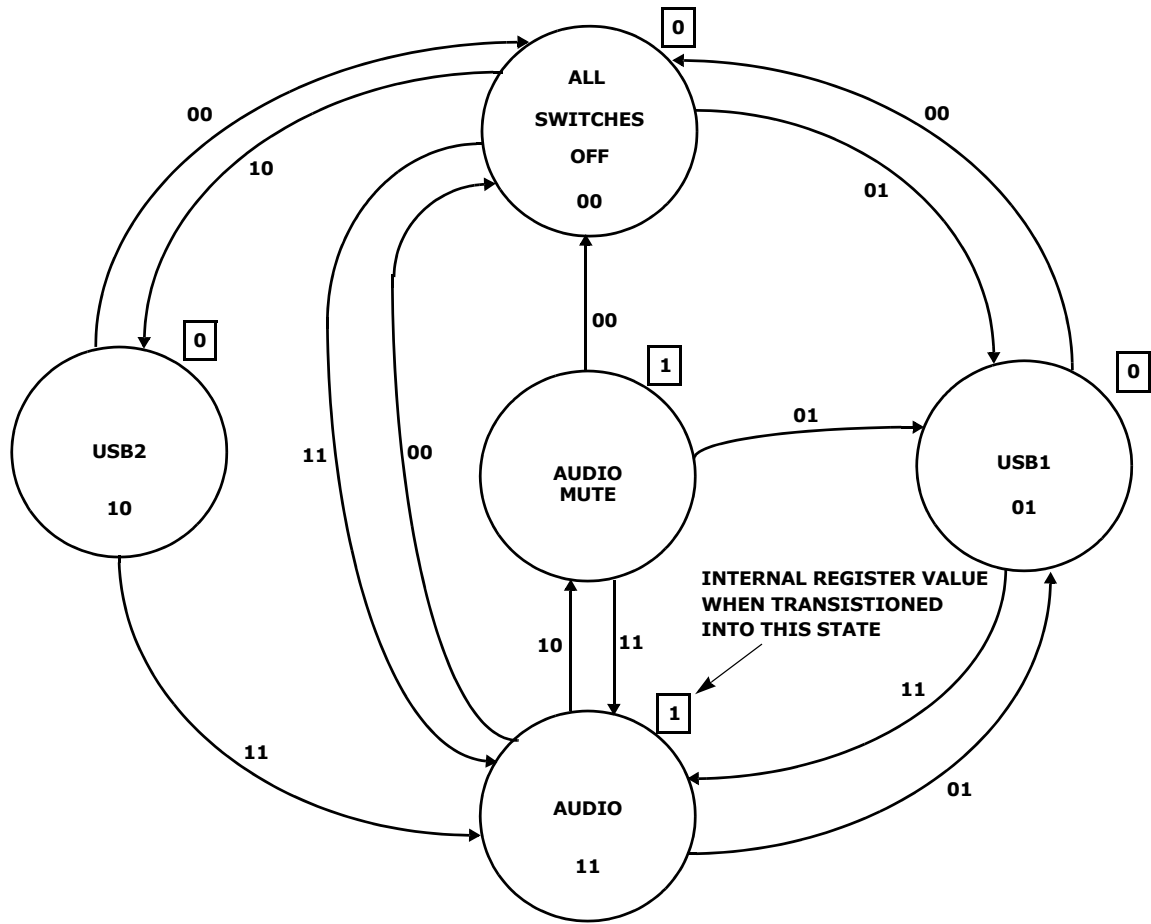 0
ALL
SWITCHES
OFF
00
00
10
00
01
0
00
1
0
11
00
01
USB2
10
AUDIO
MUTE
USB1
01
INTERNAL REGISTER VALUE
WHEN TRANSISTIONED
INTO THIS STATE
10
11
11
1
11
01
AUDIO
11